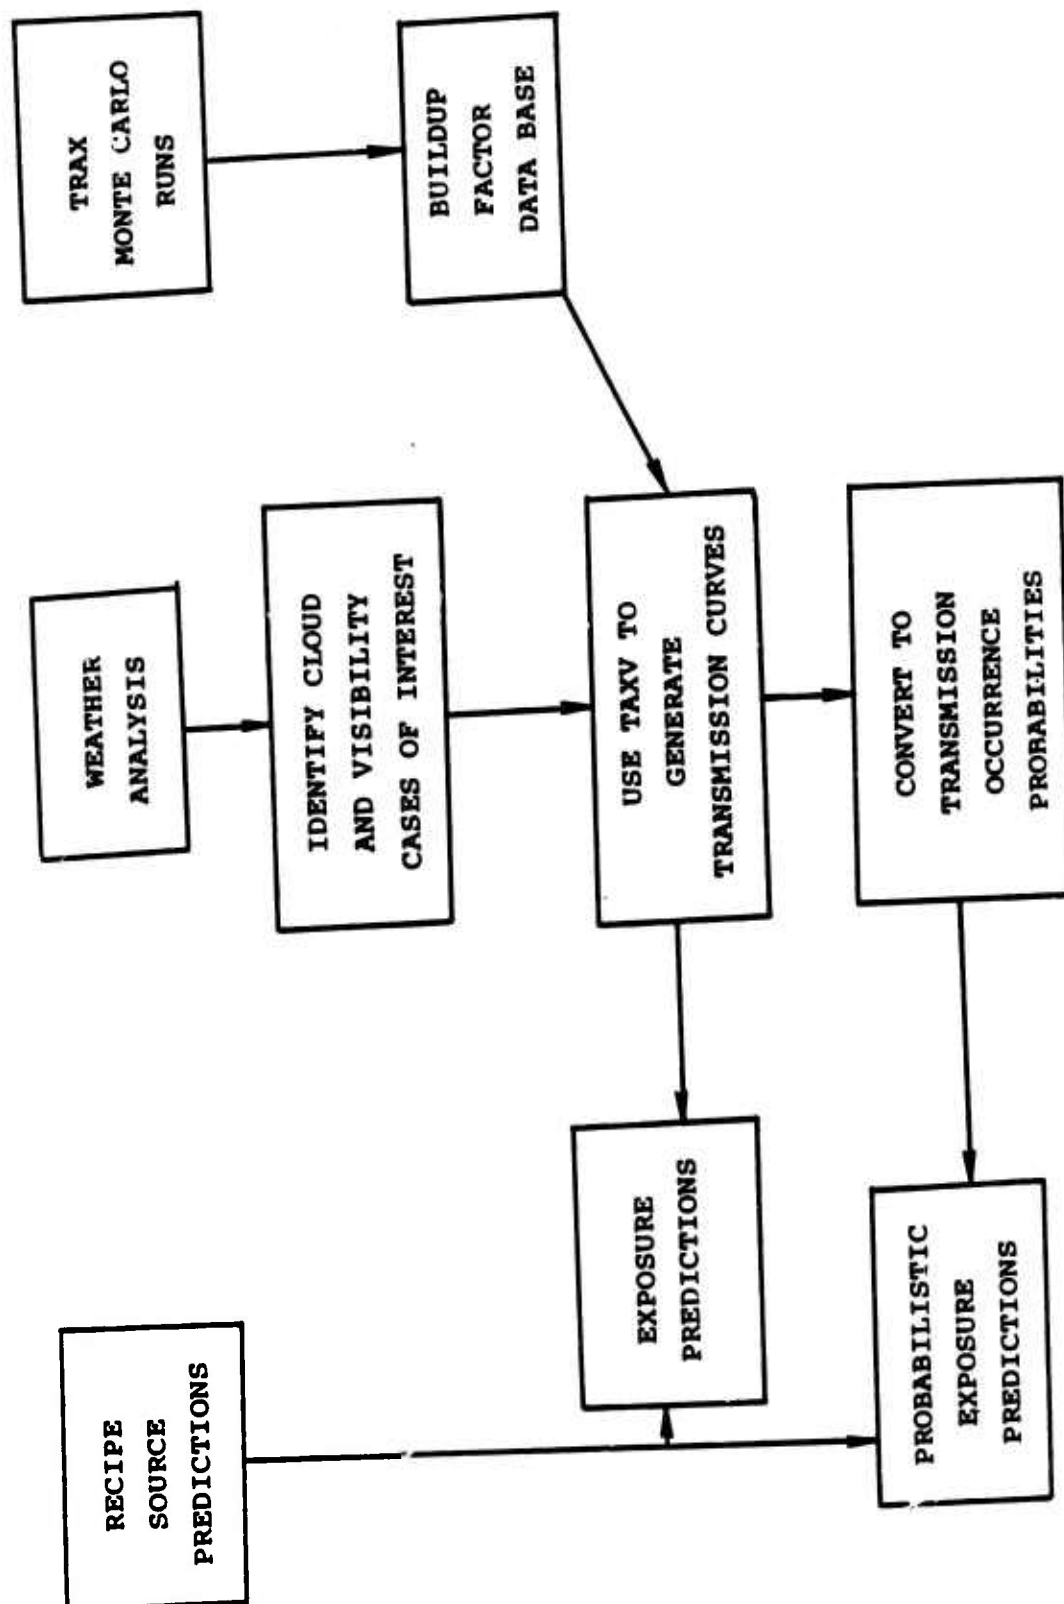 RECIPE
SOURCE
PREDICTIONS
WEATHER
ANALYSIS
TRAX
MONTE CARLO
RUNS
IDENTIFY CLOUD
AND VISIBILITY
CASES OF INTEREST
BUILDUP
FACTOR
DATA BASE
EXPOSURE
PREDICTIONS
USE TAXV TO
GENERATE
TRANSMISSION CURVES
PROBABILISTIC
EXPOSURE
PREDICTIONS
CONVERT TO
TRANSMISSION
OCCURRENCE
PROBABILITIES